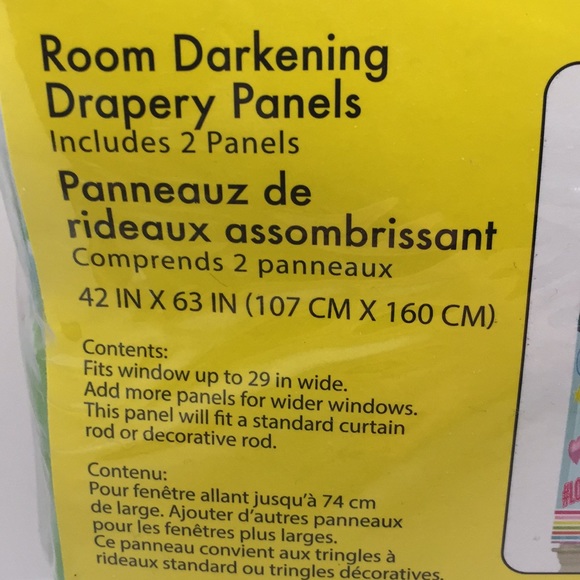 Room Darkening
Drapery Panels
Includes 2 Panels
Panneauz de
rideaux assombrissant
Comprends 2 panneaux
42 IN X 63 IN (107 CM X 160 CM)
Contents:
Fits window up to 29 in wide.
Add more panels for wider windows.
This panel will fit a standard curtain
rod or decorative rod.
Contenu:
Pour fenêtre allant jusqu'à 74 cm
de large. Ajouter d'autres panneaux
pour les fenêtres plus larges.
Ce panneau convient aux tringles à
rideaux standard ou tringles décoratives.